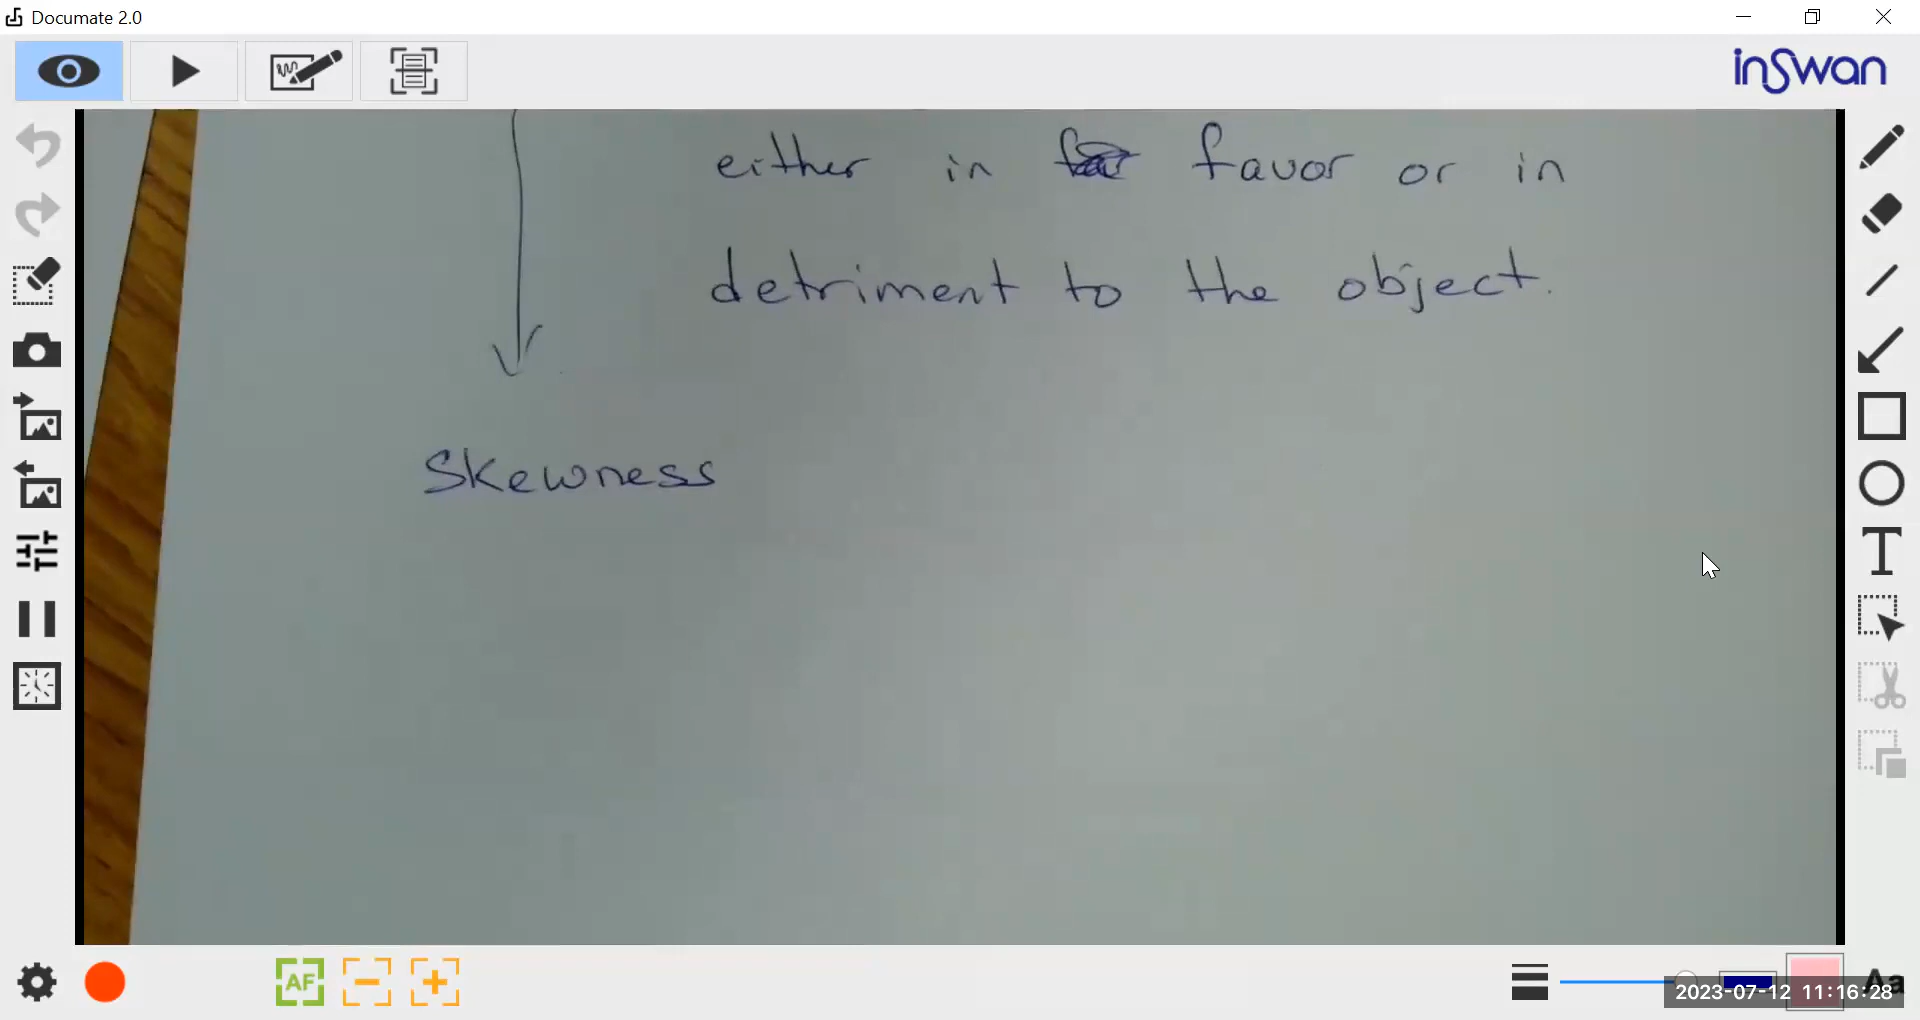 Documate 2.0
inSwan
either in favor or in
detriment to the object.
Skewness
T
AF
Aa
2023-07-12 11:16:28